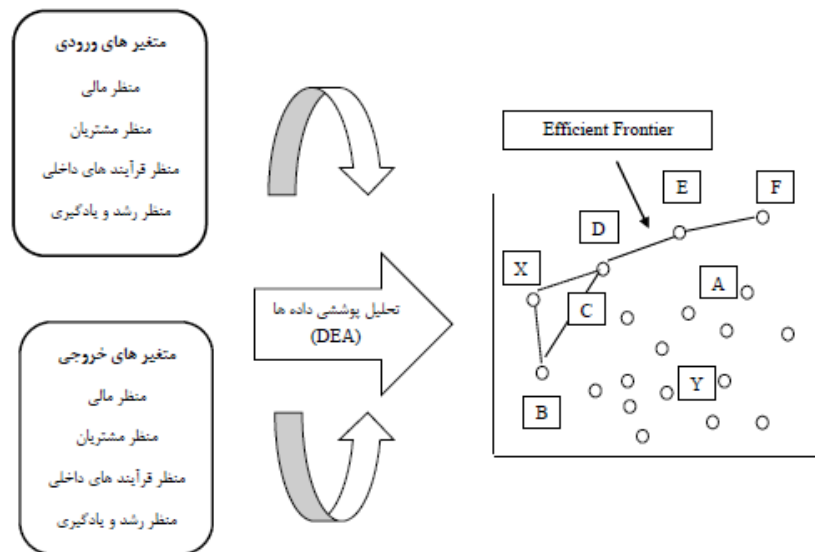 متغیر های ورودی
منظر مالی
منظر مشتریان
منظر فرآیند های داخلی
منظر رشد و یادگیری
متغیر های خروجی
منظر مالی
منظر مشتریان
منظر فرآیند های داخلی
منظر رشد و یادگیری
تحلیل پوششی داده ها
(DEA)
Efficient Frontier
E
F
D
X
A
C
Y
B